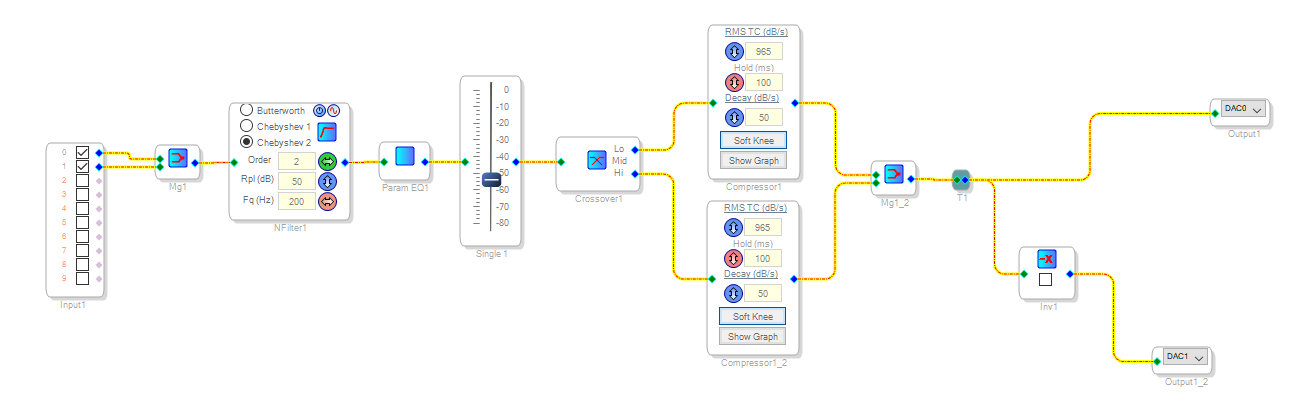 0
1
2
3
4
5
6
7
8
9
Input1
Mg1
Butterworth
Chebyshev 1
Chebyshev 2
Order 2
Rpl (dB) 50
Fq (Hz) 200
NFilter1
Param EQ1
0
-10
-20
-30
-40
-50
-60
-70
-80
Single 1
Lo
Mid
Hi
Crossover1
RMS TC (dB/s)
965
Hold (ms)
100
Decay (dB/s)
50
Soft Knee
Show Graph
Compressor1
RMS TC (dB/s)
965
Hold (ms)
100
Decay (dB/s)
50
Soft Knee
Show Graph
Compressor1_2
Mg1_2
T1
DAC0
Output1
-X
Inv1
DAC1
Output1_2